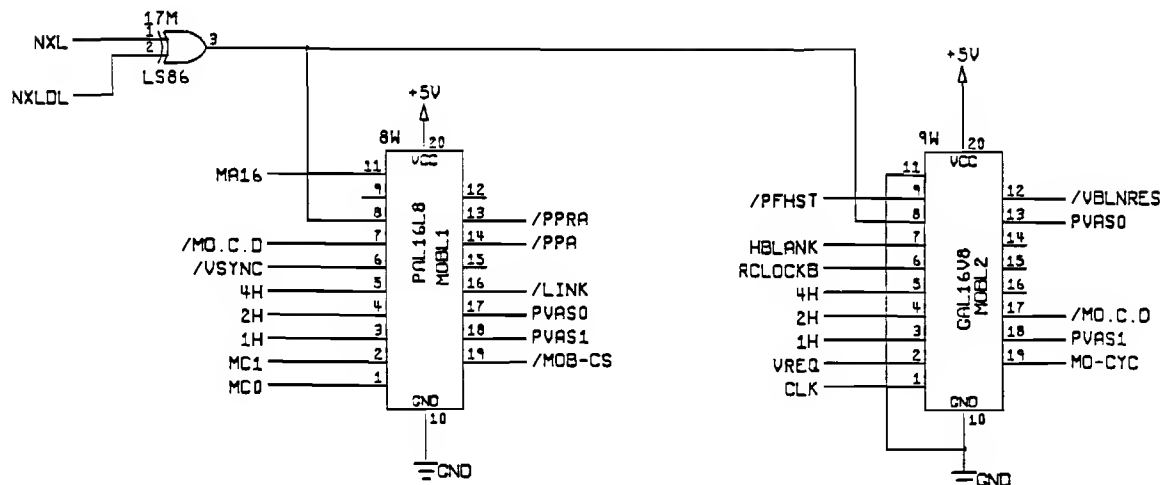 17M
NXL 1
2 3
LS86
NXLDL
+5V
8W 20
VCC
MA16 11
9 12
8 13 /PPRA
/MO.C.D 7 14 /PPA
/VSYNC 6 15
4H 5 16 /LINK
2H 4 17 PVAS0
1H 3 18 PVAS1
MC1 2 19 /MOB-CS
MC0 1
PAL16L8
MOBL1
GND
10
GND
+5V
9W 20
VCC
11
/PFHST 9 12 /VBLNRES
8 13 PVAS0
HBLANK 7 14
RCLOCKB 6 15
4H 5 16
2H 4 17 /MO.C.D
1H 3 18 PVAS1
VREQ 2 19 MO-CYC
CLK 1
GAL16V8
MOBL2
GND
10
GND